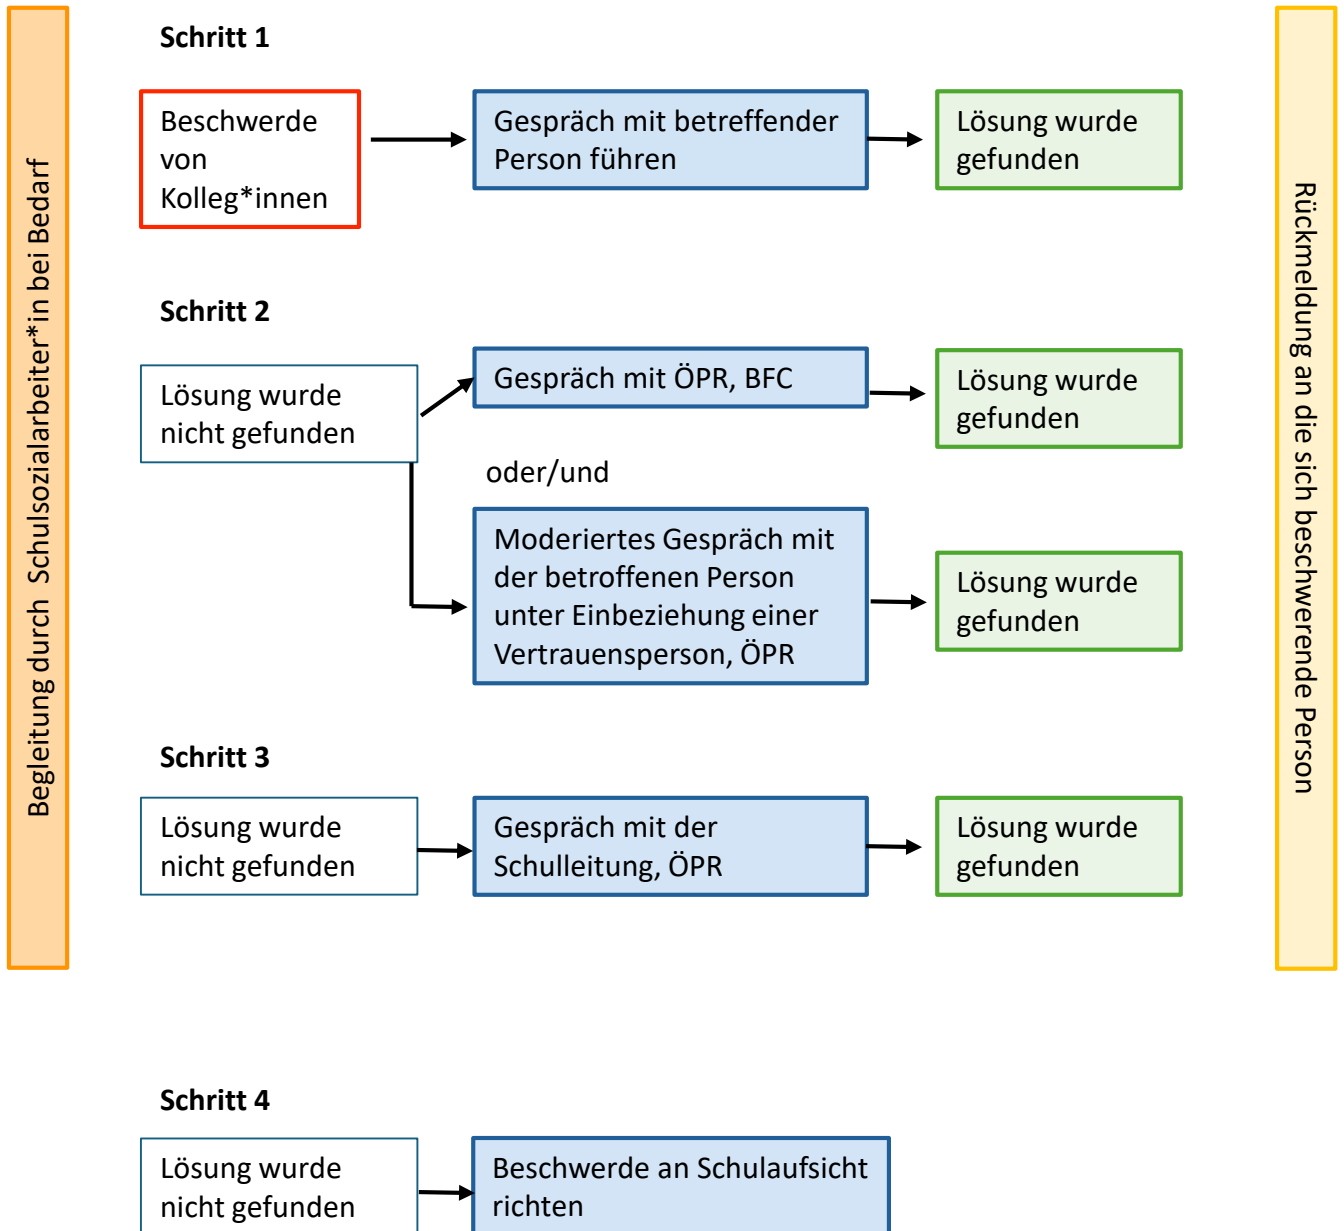 Schritt 1
Beschwerde
von
Kolleg*innen
Gespräch mit betreffender
Person führen
Lösung wurde
gefunden
Schritt 2
Lösung wurde
nicht gefunden
Gespräch mit ÖPR, BFC
Lösung wurde
gefunden
oder/und
Moderiertes Gespräch mit
der betroffenen Person
unter Einbeziehung einer
Vertrauensperson, ÖPR
Lösung wurde
gefunden
Schritt 3
Lösung wurde
nicht gefunden
Gespräch mit der
Schulleitung, ÖPR
Lösung wurde
gefunden
Schritt 4
Lösung wurde
nicht gefunden
Beschwerde an Schulaufsicht
richten
Begleitung durch Schulsozialarbeiter*in bei Bedarf
Rückmeldung an die sich beschwerende Person